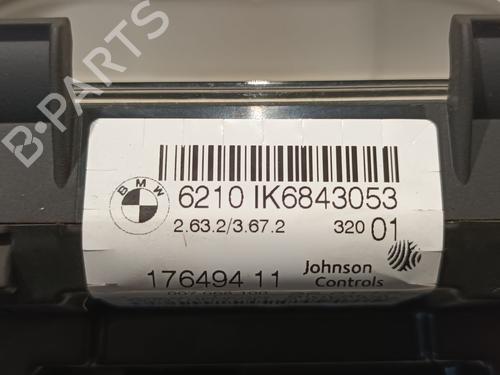 B-PARTS
BMW
6210 IK6843053
2.63.2/3.67.2 320 01
176494 11 Johnson
Controls